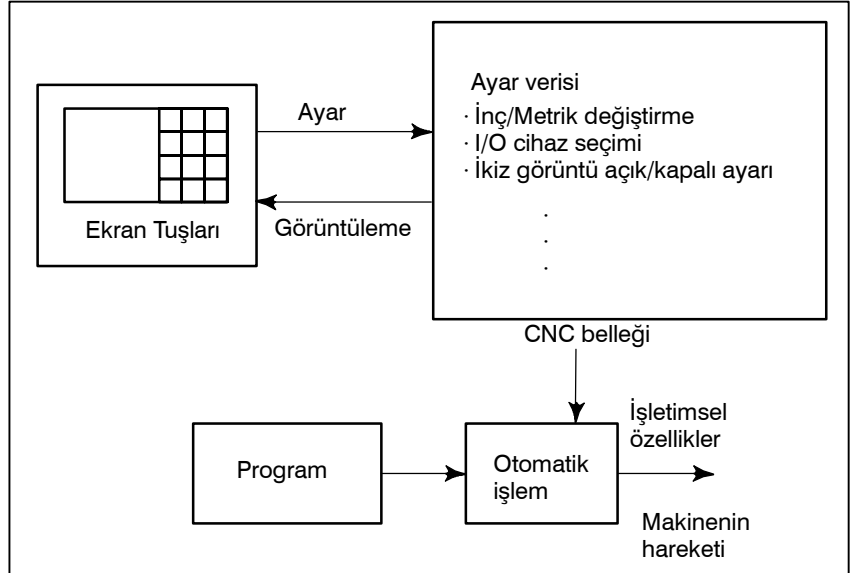 Ayar verisi
· İnç/Metrik değiştirme
· I/O cihaz seçimi
· İkiz görüntü açık/kapalı ayarı
.
.
.
Ayar
Görüntüleme
Ekran Tuşları
CNC belleği
Program
Otomatik
işlem
İşletimsel
özellikler
Makinenin
hareketi